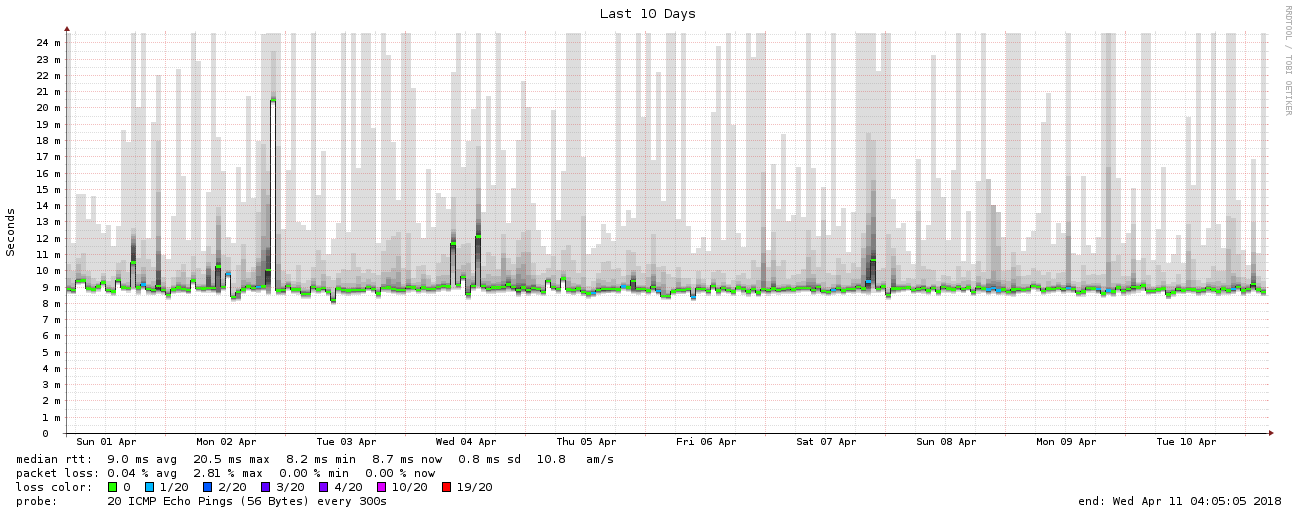 Last 10 Days
RRDTOOL / TOBI OETIKER
Seconds
24 m
23 m
22 m
21 m
20 m
19 m
18 m
17 m
16 m
15 m
14 m
13 m
12 m
11 m
10 m
9 m
8 m
7 m
6 m
5 m
4 m
3 m
2 m
1 m
0
Sun 01 Apr Mon 02 Apr Tue 03 Apr Wed 04 Apr Thu 05 Apr Fri 06 Apr Sat 07 Apr Sun 08 Apr Mon 09 Apr Tue 10 Apr
median rtt: 9.0 ms avg 20.5 ms max 8.2 ms min 8.7 ms now 0.8 ms sd 10.8 am/s
packet loss: 0.04 % avg 2.81 % max 0.00 % min 0.00 % now
loss color: 0 1/20 2/20 3/20 4/20 10/20 19/20
probe: 20 ICMP Echo Pings (56 Bytes) every 300s end: Wed Apr 11 04:05:05 2018